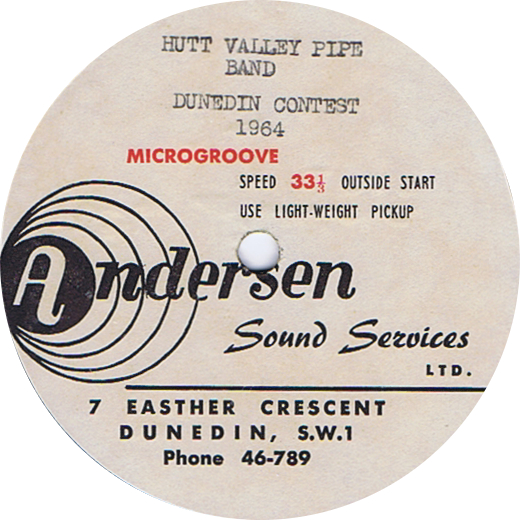 HUTT VALLEY PIPE
BAND
DUNEDIN CONTEST
1964
MICROGROOVE
SPEED 33⅓ OUTSIDE START
USE LIGHT-WEIGHT PICKUP
Andersen
Sound Services
LTD.
7 EASTHER CRESCENT
DUNEDIN, S.W.1
Phone 46-789